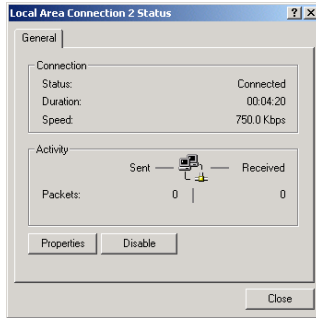 Local Area Connection 2 Status
General
Connection
Status: Connected
Duration: 00:04:20
Speed: 750.0 Kbps
Activity
Sent Received
Packets: 0 0
Properties Disable
Close